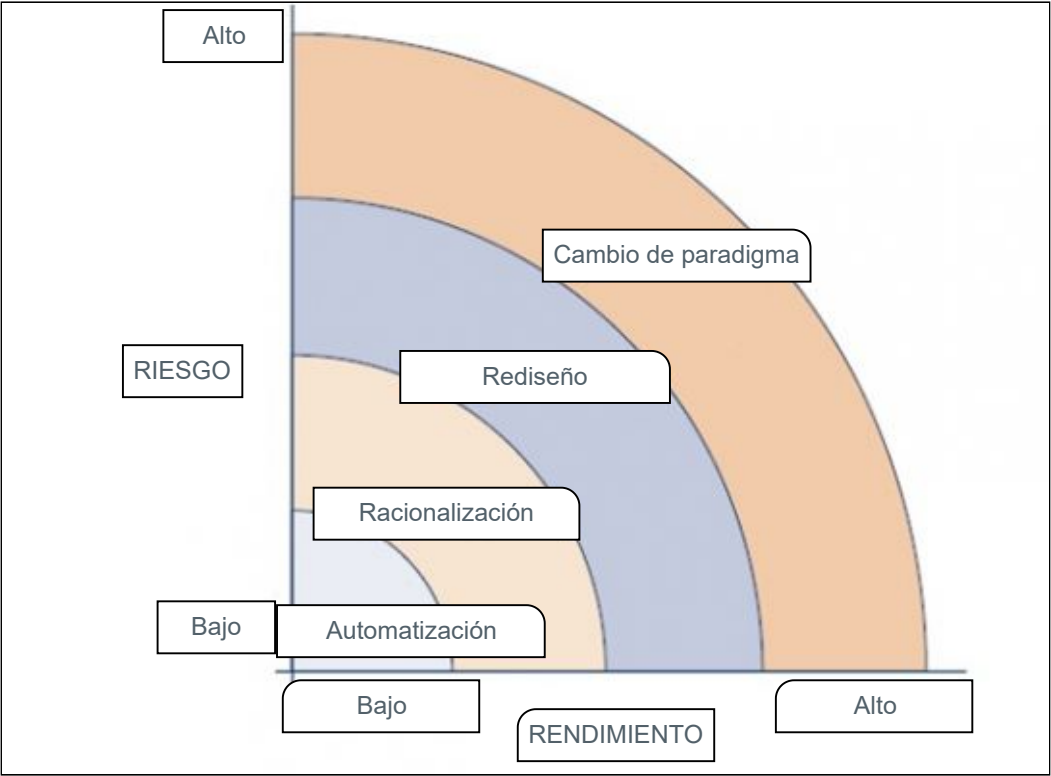 Alto
Cambio de paradigma
RIESGO
Rediseño
Racionalización
Bajo
Automatización
Bajo
Alto
RENDIMIENTO